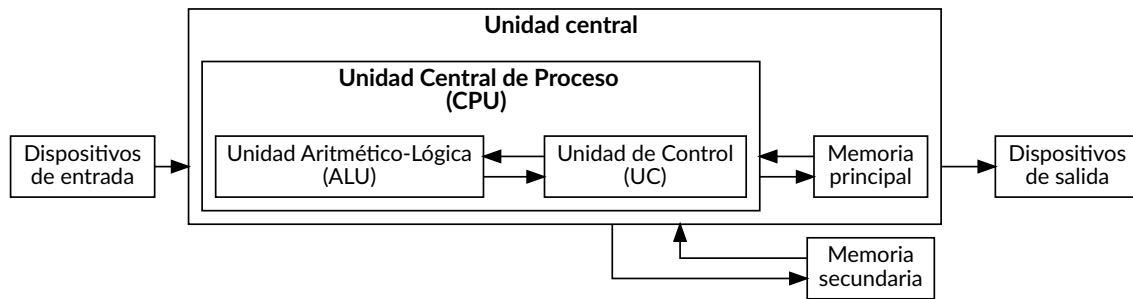 Unidad central
Unidad Central de Proceso
(CPU)
Dispositivos
de entrada
Unidad Aritmético-Lógica
(ALU)
Unidad de Control
(UC)
Memoria
principal
Dispositivos
de salida
Memoria
secundaria